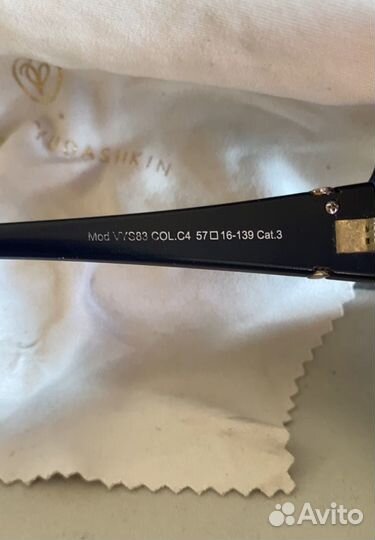 YUDASHKIN
Mod VYS83 COL.C4 57□16-139 Cat.3
Avito